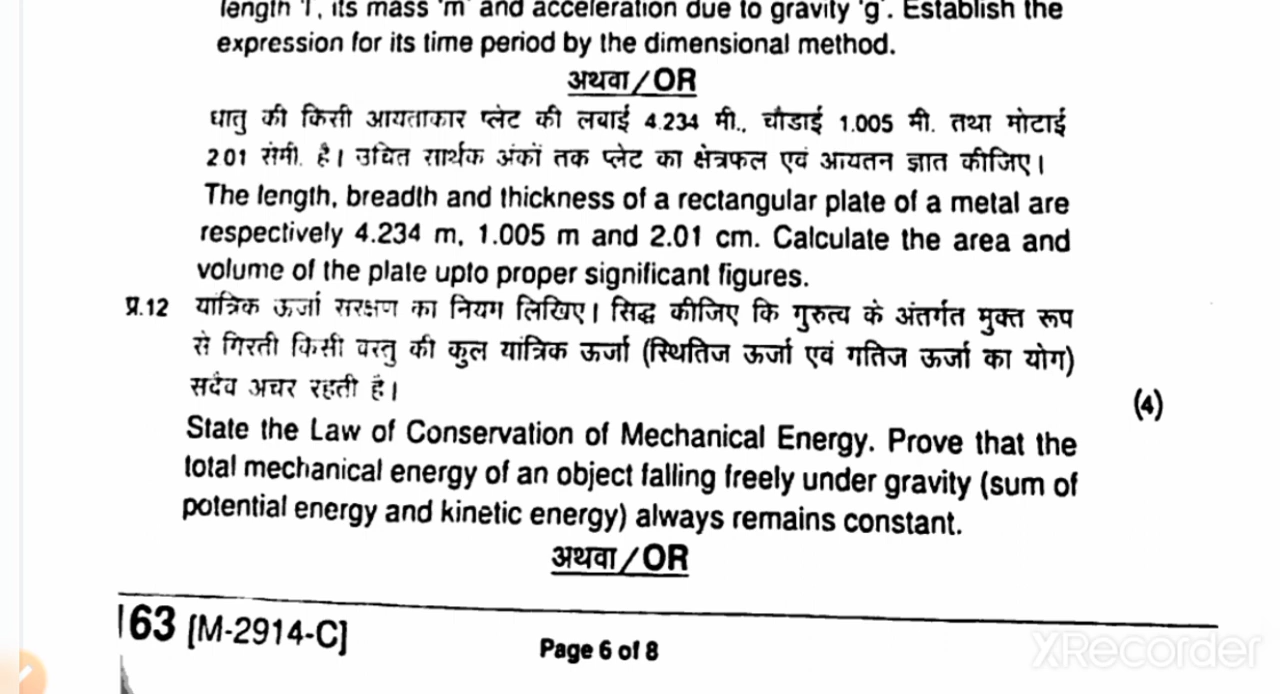 length 'l', its mass 'm' and acceleration due to gravity 'g'. Establish the
expression for its time period by the dimensional method.
अथवा/OR
धातु की किसी आयताकार प्लेट की लबाई 4.234 मी., चौडाई 1.005 मी. तथा मोटाई
2 01 सेमी. है। उचित सार्थक अंकों तक प्लेट का क्षेत्रफल एवं आयतन ज्ञात कीजिए।
The length, breadth and thickness of a rectangular plate of a metal are
respectively 4.234 m, 1.005 m and 2.01 cm. Calculate the area and
volume of the plate upto proper significant figures.
प्र.12 यांत्रिक ऊर्जा सरक्षण का नियम लिखिए। सिद्ध कीजिए कि गुरुत्व के अंतर्गत मुक्त रूप
से गिरती किसी वस्तु की कुल यांत्रिक ऊर्जा (स्थितिज ऊर्जा एवं गतिज ऊर्जा का योग)
सदैव अचर रहती है।
(4)
State the Law of Conservation of Mechanical Energy. Prove that the
total mechanical energy of an object falling freely under gravity (sum of
potential energy and kinetic energy) always remains constant.
अथवा/OR
163 [M-2914-C]
Page 6 of 8
XRecorder